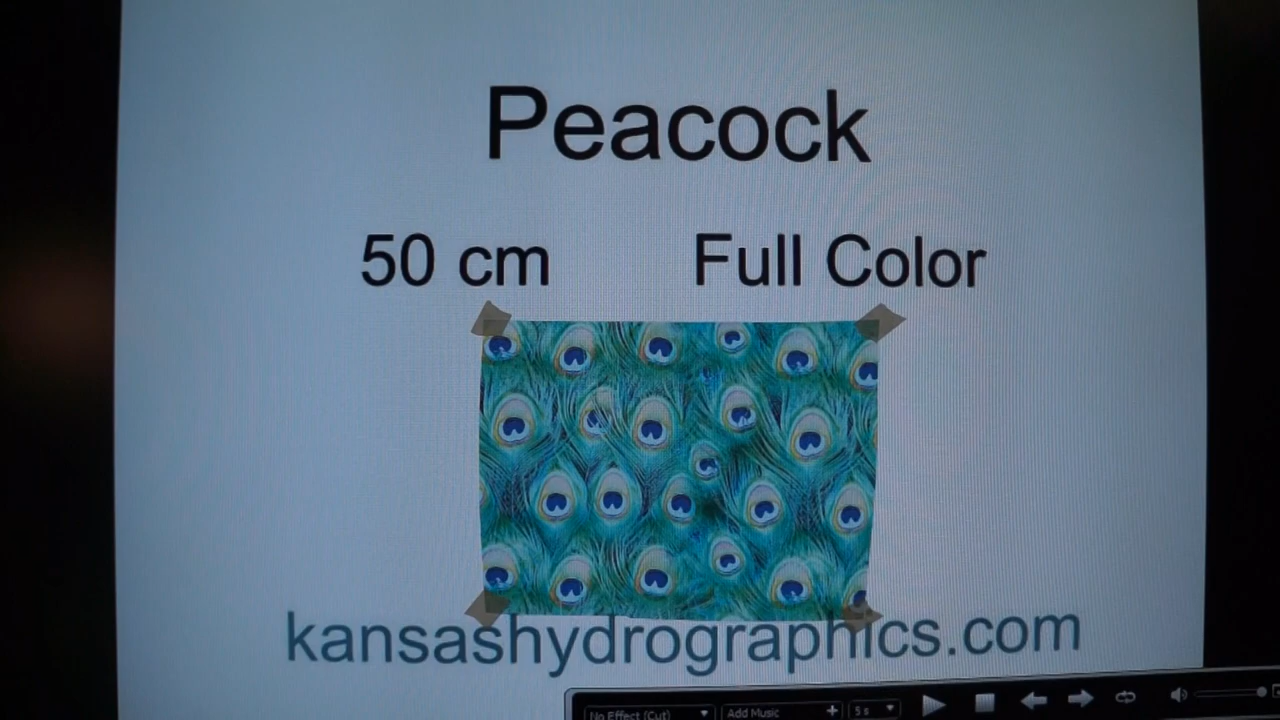 Peacock
50 cm Full Color
kansashydrographics.com
No Effect (Cut) Add Music + 5 s